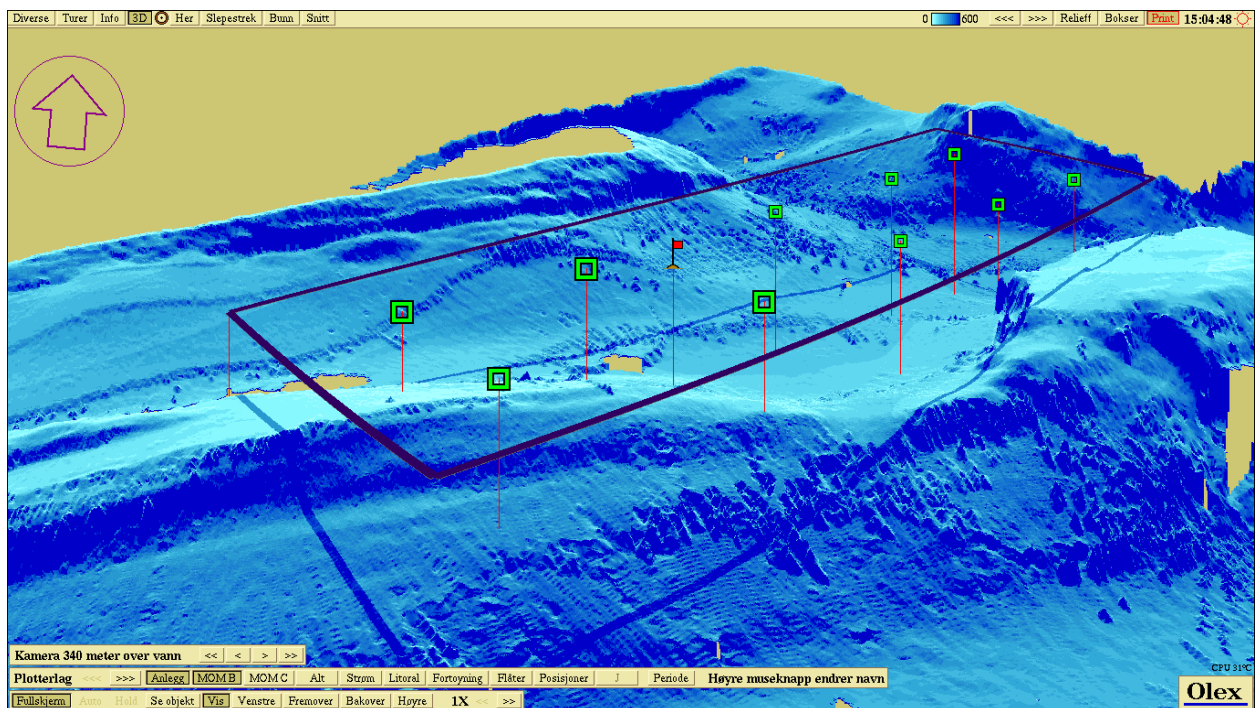 Diverse Turer Info 3D Her Slepestrek Bunn Snitt 0 600 <<< >>> Relieff Bokser Print 15:04:48
Kamera 340 meter over vann << < > >>
CPU 31°C
Plotterlag <<< >>> Anlegg MOM B MOM C Alt Strøm Litoral Fortoyning Flåter Posisjoner J Periode Høyre museknapp endrer navn
Fullskjerm Auto Hold Se objekt Vis Venstre Fremover Bakover Høyre 1X << >>
Olex